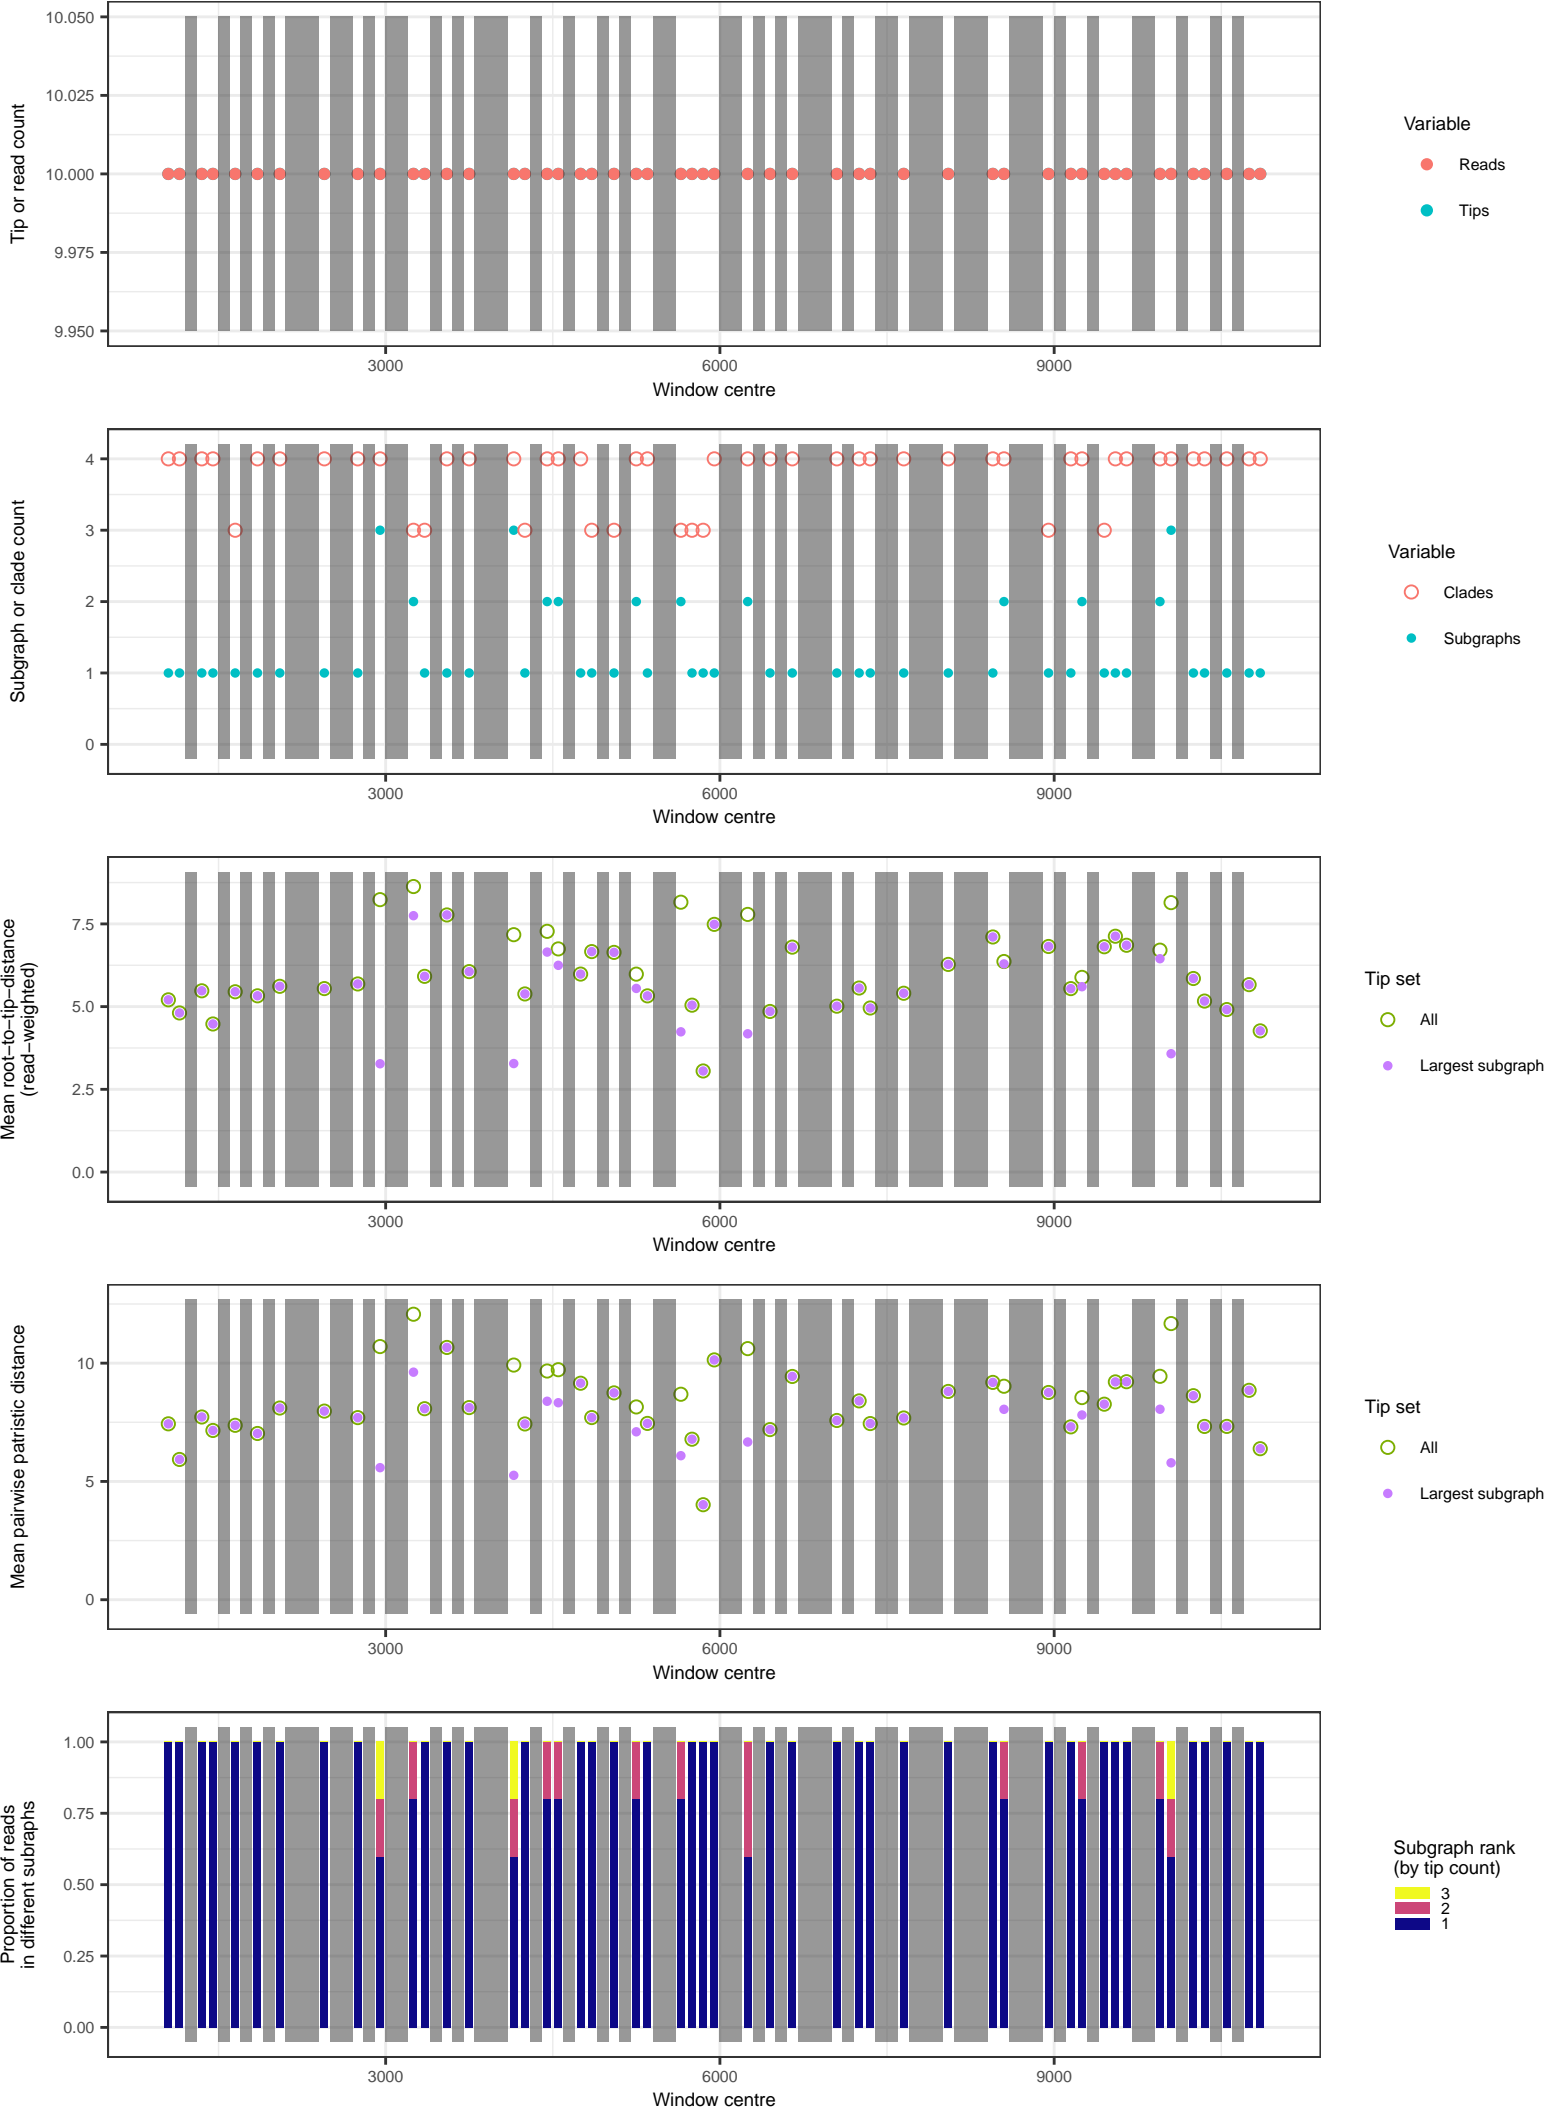 10.050
10.025
10.000
9.975
9.950
Tip or read count
3000
6000
9000
Window centre
Variable
Reads
Tips
4
3
2
1
0
Subgraph or clade count
3000
6000
9000
Window centre
Variable
Clades
Subgraphs
7.5
5.0
2.5
0.0
Mean root−to−tip−distance
(read−weighted)
3000
6000
9000
Window centre
Tip set
All
Largest subgraph
10
5
0
Mean pairwise patristic distance
3000
6000
9000
Window centre
Tip set
All
Largest subgraph
1.00
0.75
0.50
0.25
0.00
Proportion of reads
in different subraphs
3000
6000
9000
Window centre
Subgraph rank
(by tip count)
3
2
1